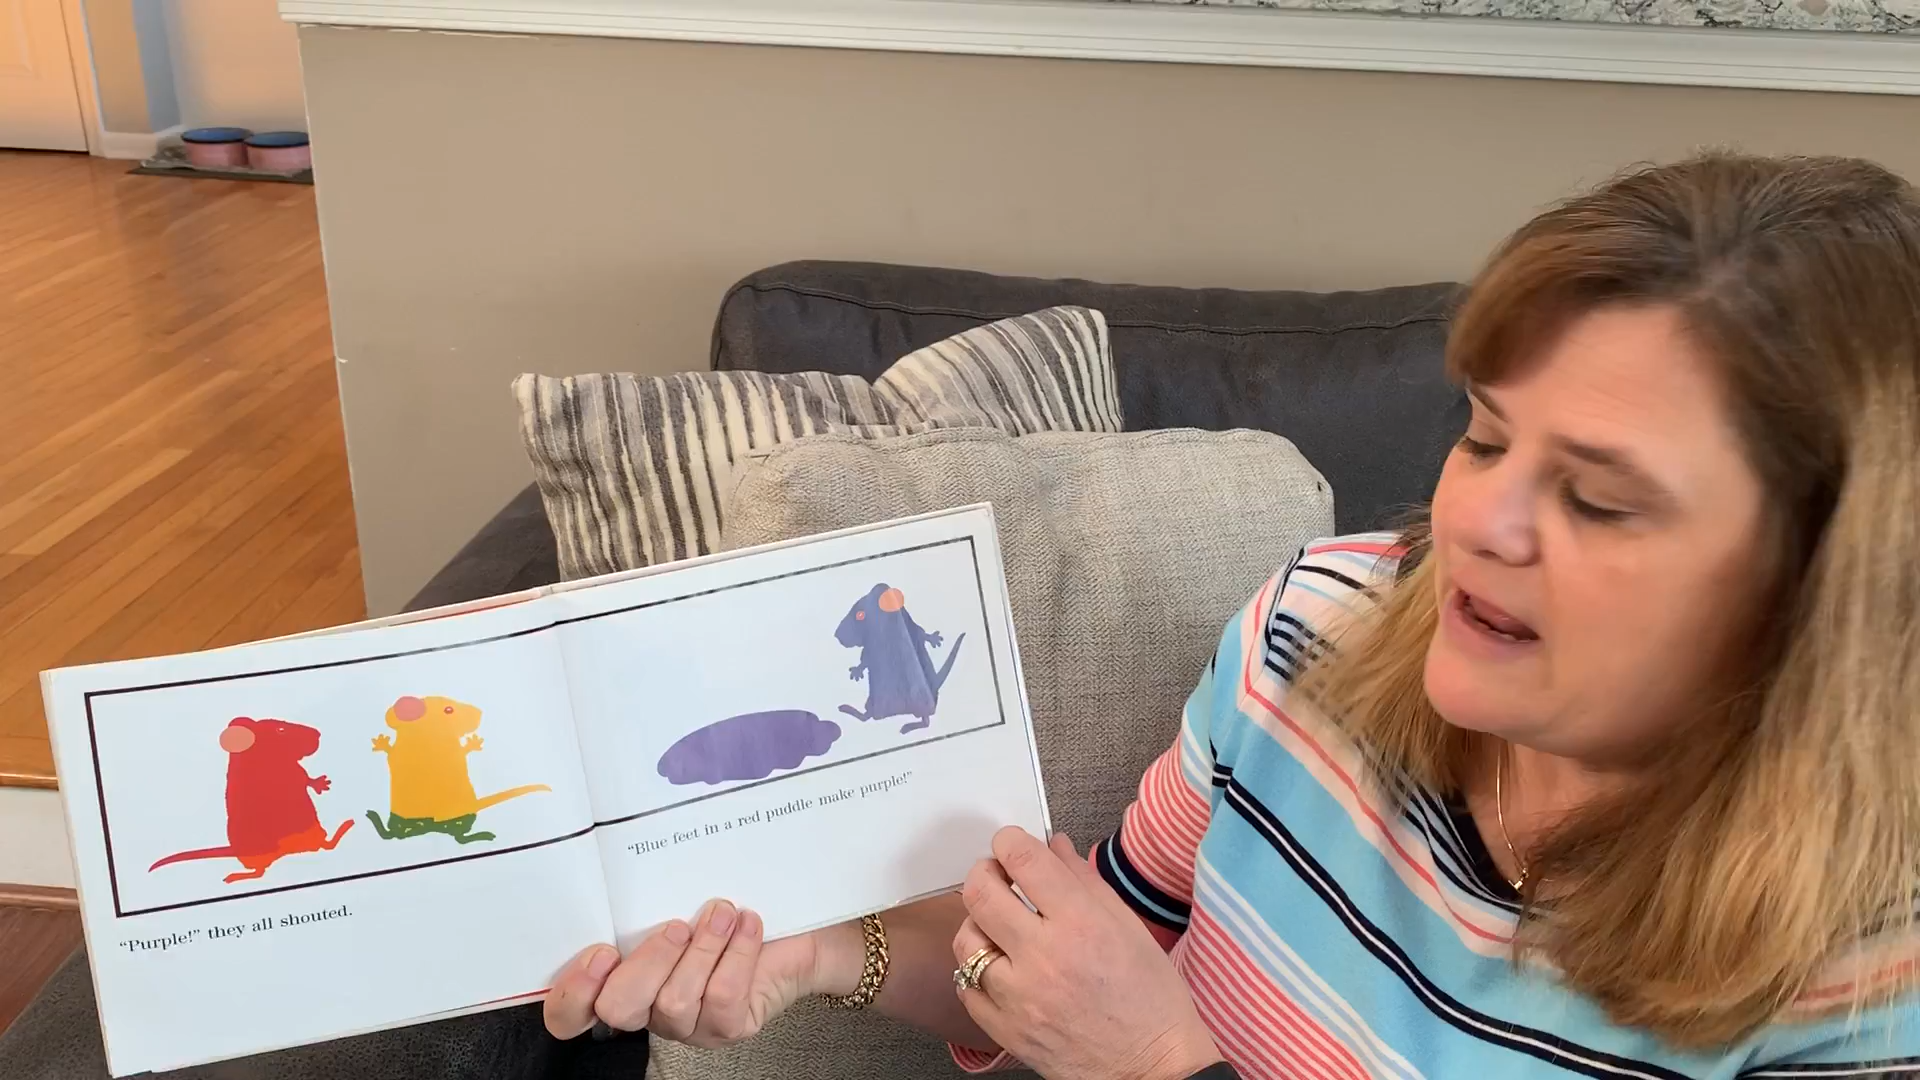 “Purple!” they all shouted.
“Blue feet in a red puddle make purple!”